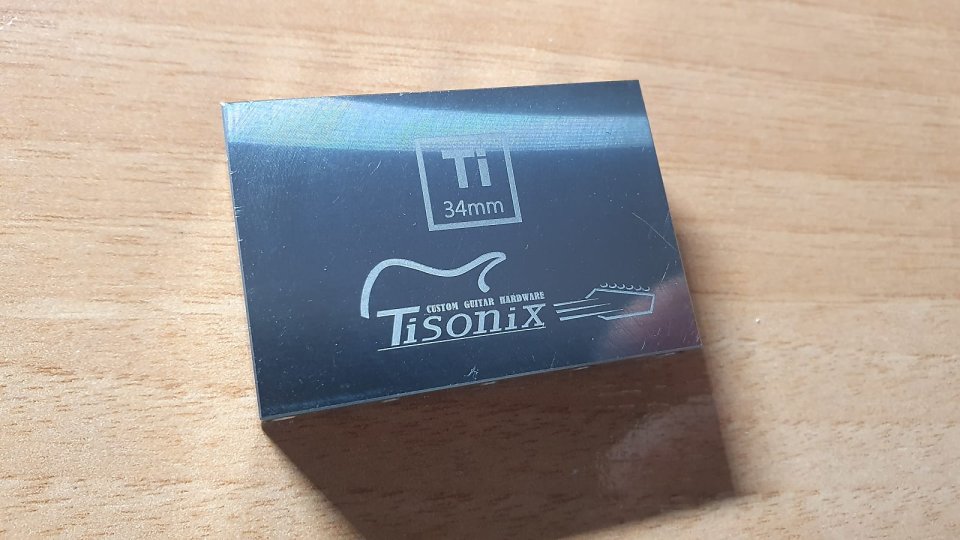 Ti
34mm
CUSTOM GUITAR HARDWARE
Tisonix